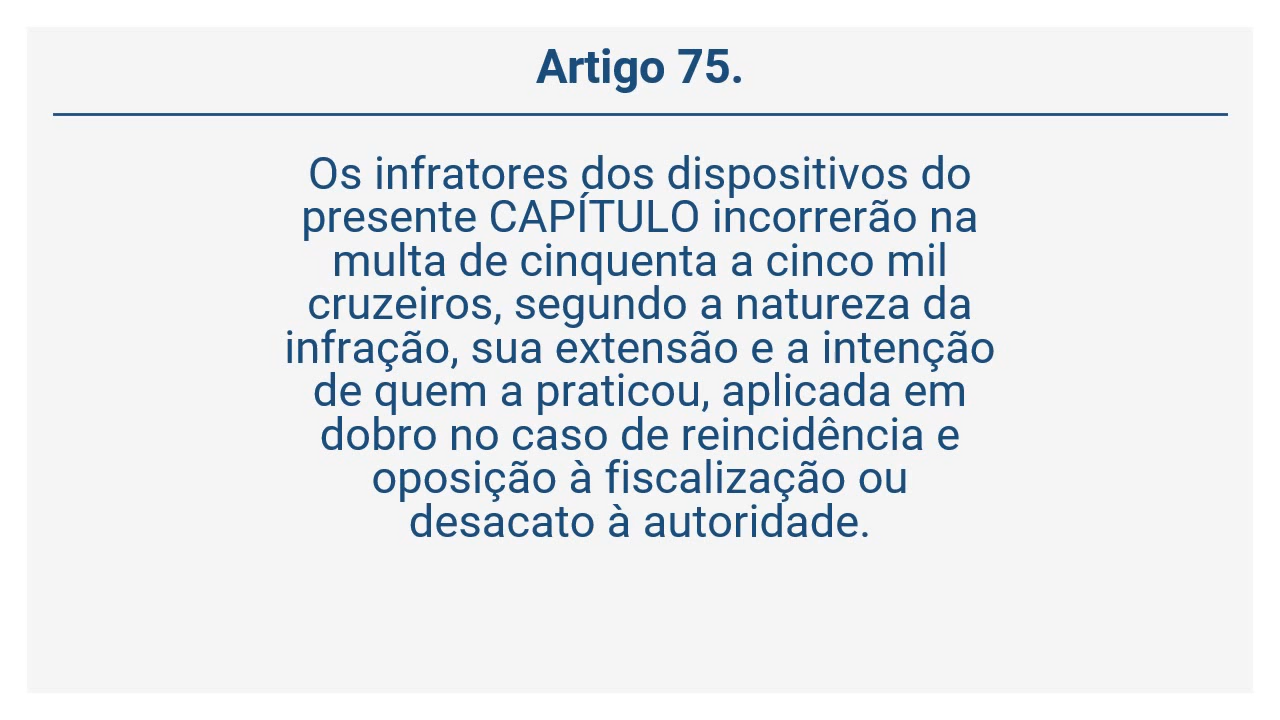 Artigo 75.
Os infratores dos dispositivos do
presente CAPÍTULO incorrerão na
multa de cinquenta a cinco mil
cruzeiros, segundo a natureza da
infração, sua extensão e a intenção
de quem a praticou, aplicada em
dobro no caso de reincidência e
oposição à fiscalização ou
desacato à autoridade.